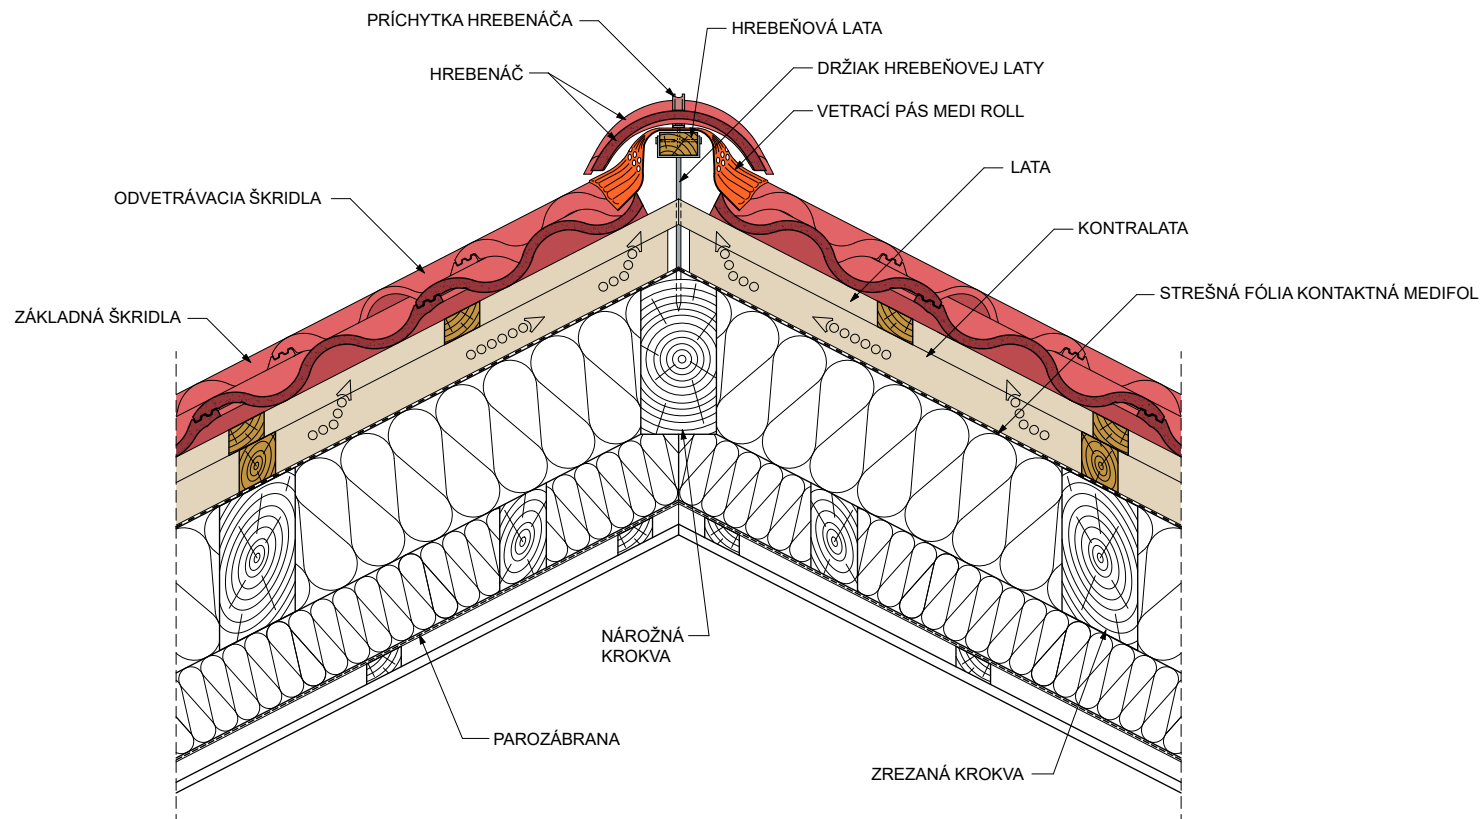 PRÍCHYTKA HREBENÁČA
HREBEŇOVÁ LATA
HREBENÁČ
DRŽIAK HREBEŇOVEJ LATY
VETRACÍ PÁS MEDI ROLL
LATA
ODVETRÁVACIA ŠKRIDLA
KONTRALATA
STREŠNÁ FÓLIA KONTAKTNÁ MEDIFOL
ZÁKLADNÁ ŠKRIDLA
NÁROŽNÁ
KROKVA
PAROZÁBRANA
ZREZANÁ KROKVA